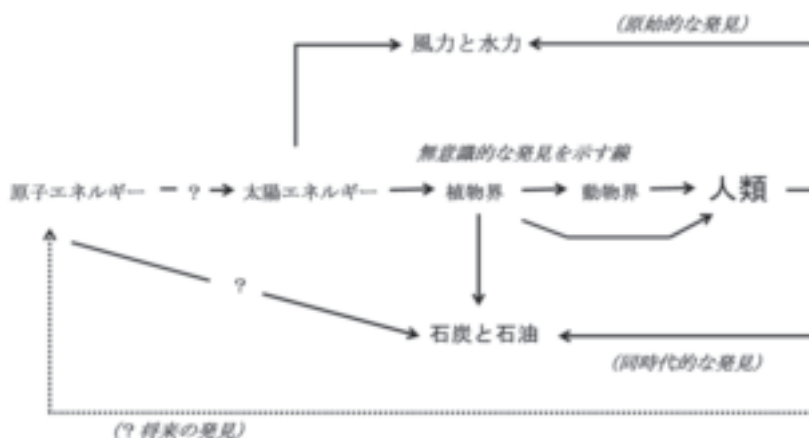 (原始的な発見)
風力と水力
無意識的な発見を示す線
原子エネルギー ー ? → 太陽エネルギー → 植物界 → 動物界 → 人類
?
石炭と石油
(同時代的な発見)
(? 将来の発見)